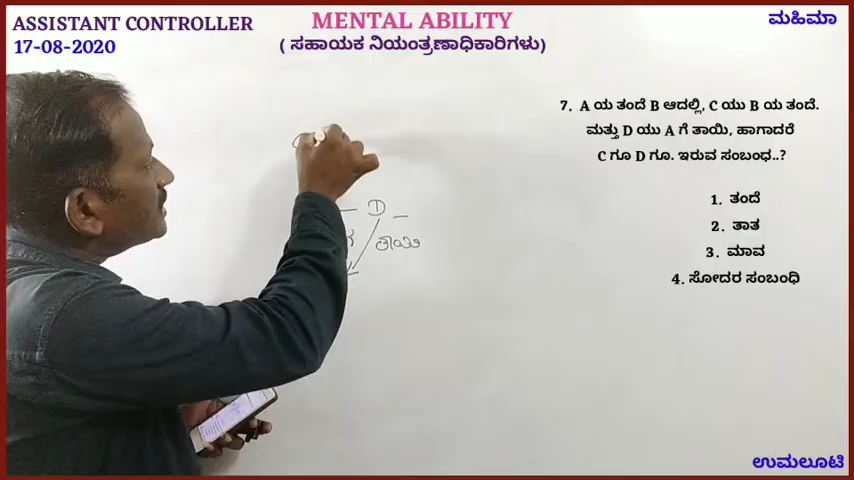 ASSISTANT CONTROLLER
17-08-2020
MENTAL ABILITY
( ಸಹಾಯಕ ನಿಯಂತ್ರಣಾಧಿಕಾರಿಗಳು)
ಮಹಿಮಾ
7. A ಯ ತಂದೆ B ಆದಲ್ಲಿ, C ಯು B ಯ ತಂದೆ.
ಮತ್ತು D ಯು A ಗೆ ತಾಯಿ, ಹಾಗಾದರೆ
C ಗೂ D ಗೂ. ಇರುವ ಸಂಬಂಧ..?
1. ತಂದೆ
2. ತಾತ
3. ಮಾವ
4. ಸೋದರ ಸಂಬಂಧಿ
D
ತಾಯಿ
ಉಮಲೂಟಿ